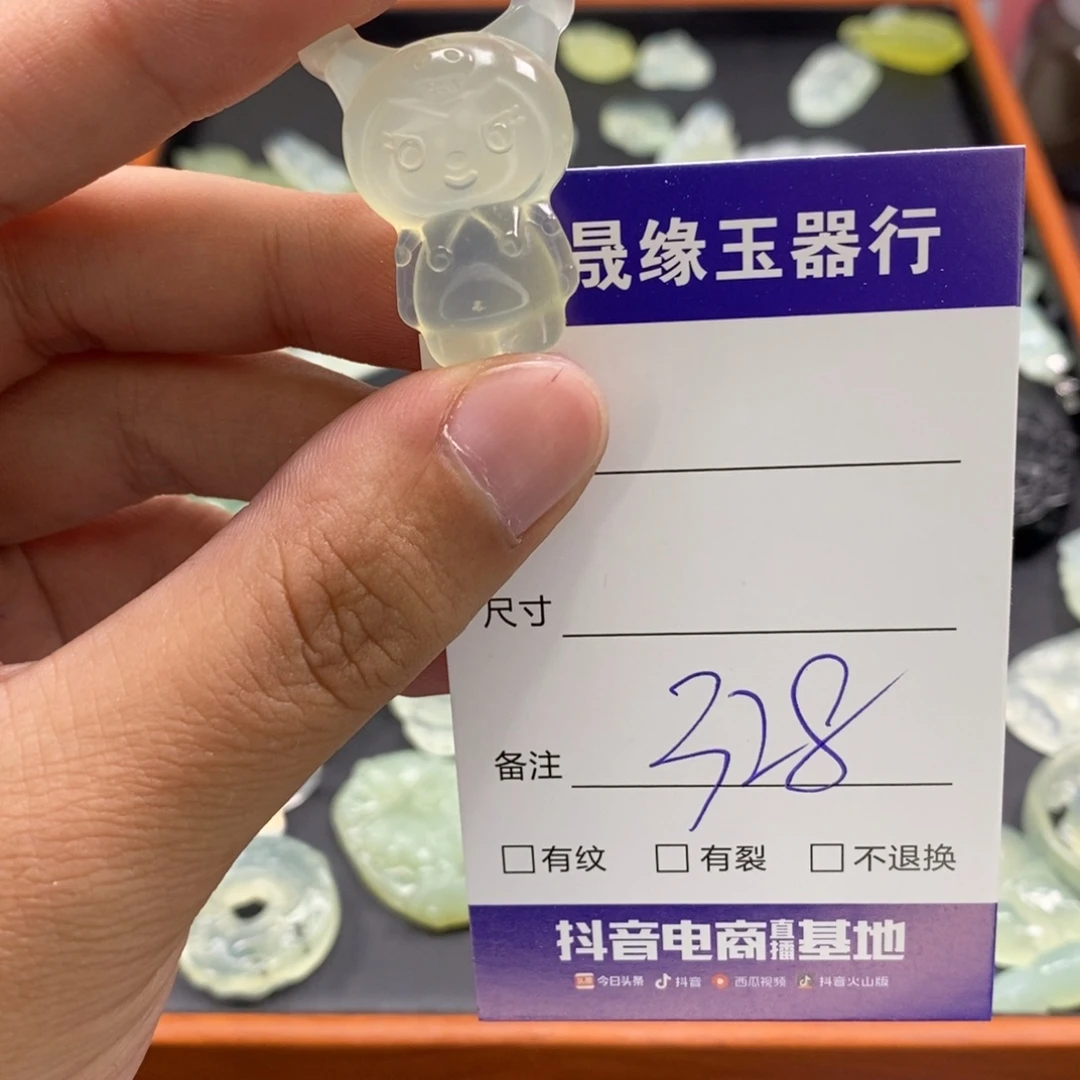 晟缘玉器行
尺寸
备注 328
有纹 有裂 不退换
抖音电商直播基地
今日头条 抖音 西瓜视频 抖音火山版